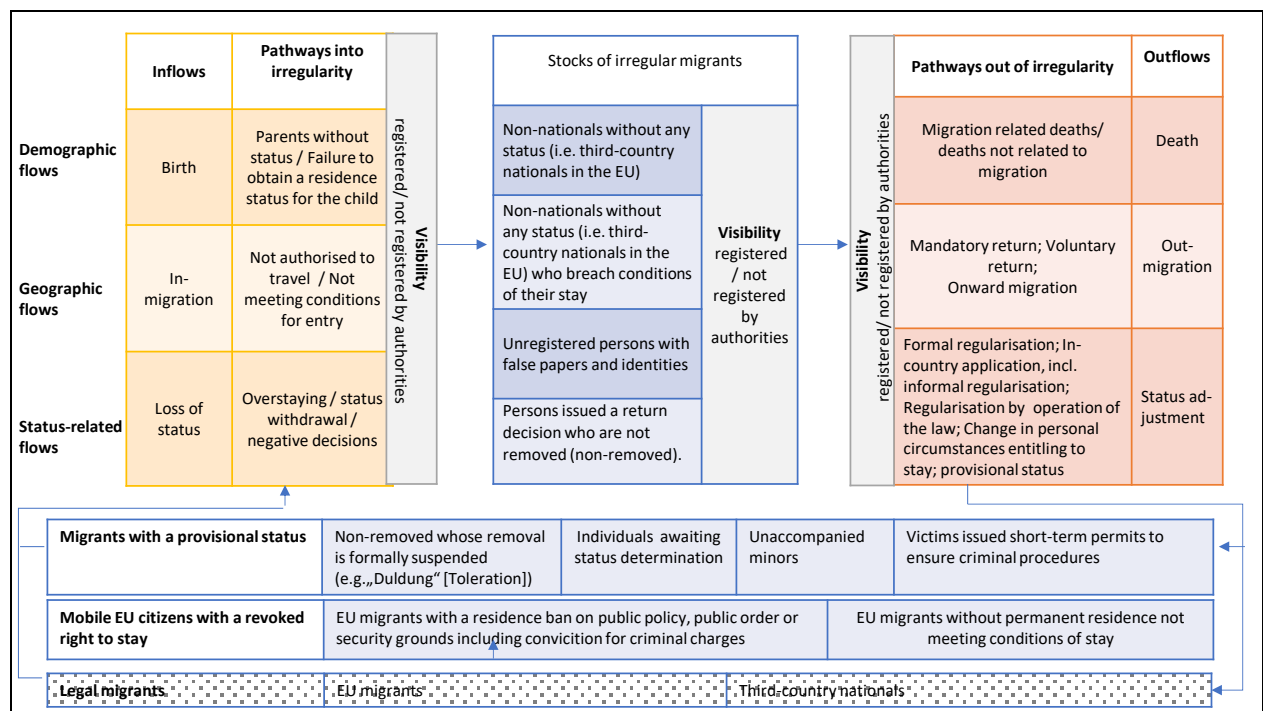 Inflows
Pathways into
irregularity
Demographic
flows
Birth
Parents without
status / Failure to
obtain a residence
status for the child
Geographic
flows
In-
migration
Not authorised to
travel / Not
meeting conditions
for entry
Status-related
flows
Loss of
status
Overstaying / status
withdrawal /
negative decisions
Visibility
registered/ not registered by authorities
Stocks of irregular migrants
Non-nationals without any
status (i.e. third-country
nationals in the EU)
Non-nationals without
any status (i.e. third-
country nationals in the
EU) who breach conditions
of their stay
Unregistered persons with
false papers and identities
Persons issued a return
decision who are not
removed (non-removed).
Visibility
registered
/ not
registered
by
authorities
Visibility
registered/ not registered by authorities
Pathways out of irregularity
Outflows
Migration related deaths/
deaths not related to
migration
Death
Mandatory return; Voluntary
return;
Onward migration
Out-
migration
Formal regularisation; In-
country application, incl.
informal regularisation;
Regularisation by operation of
the law; Change in personal
circumstances entitling to
stay; provisional status
Status ad-
justment
Migrants with a provisional status
Non-removed whose removal
is formally suspended
(e.g.„Duldung“ [Toleration])
Individuals awaiting
status determination
Unaccompanied
minors
Victims issued short-term permits to
ensure criminal procedures
Mobile EU citizens with a revoked
right to stay
EU migrants with a residence ban on public policy, public order or
security grounds including convicition for criminal charges
EU migrants without permanent residence not
meeting conditions of stay
Legal migrants
EU migrants
Third-country nationals